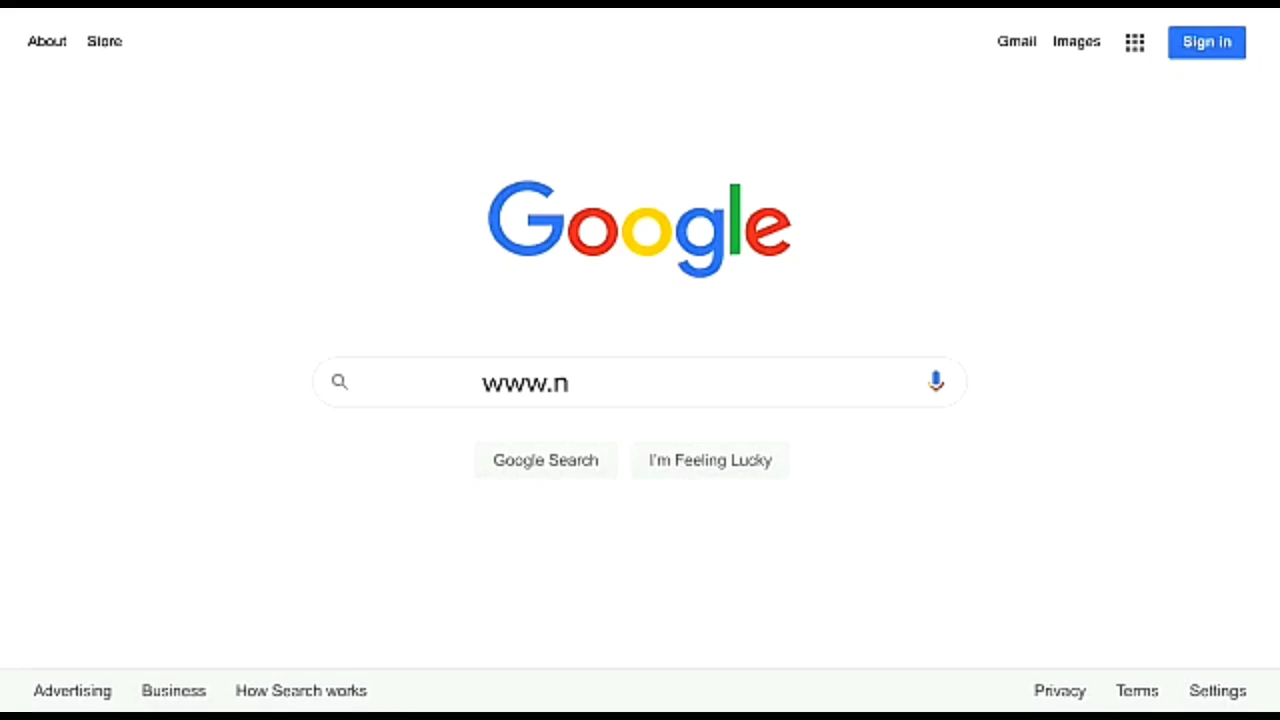 About Store Gmail Images Sign in
Google
www.n
Google Search I'm Feeling Lucky
Advertising Business How Search works Privacy Terms Settings